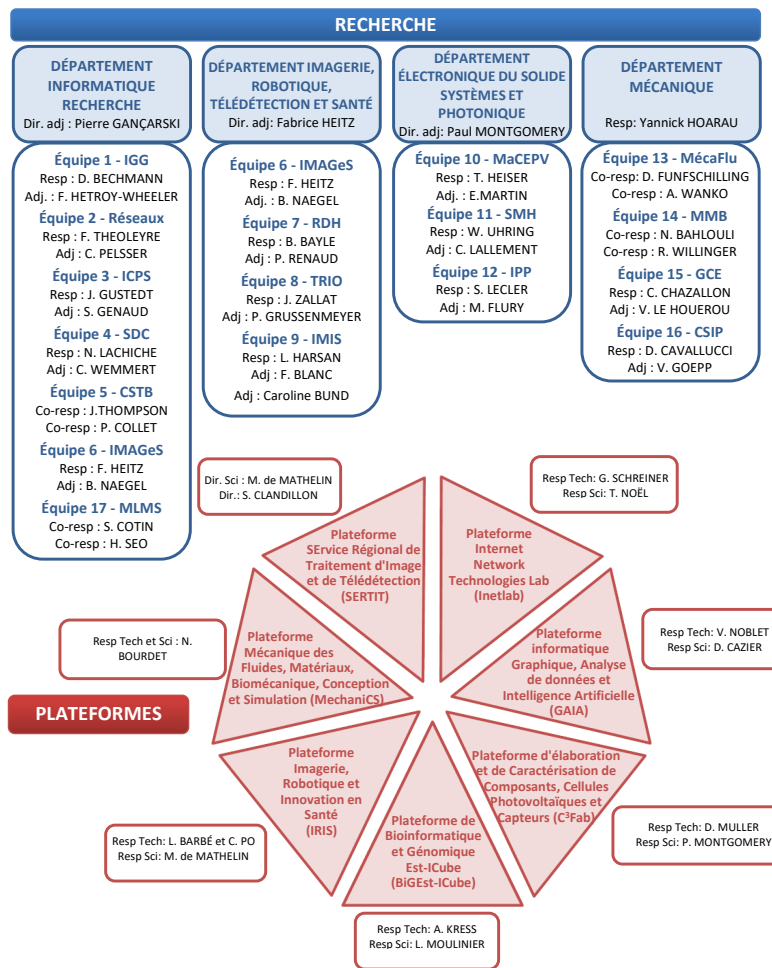 RECHERCHE
DÉPARTEMENT
INFORMATIQUE
RECHERCHE
Dir. adj : Pierre GANÇARSKI
Équipe 1 - IGG
Resp : D. BECHMANN
Adj. : F. HETROY-WHEELER
Équipe 2 - Réseaux
Resp : F. THEOLEYRE
Adj : C. PELSSER
Équipe 3 - ICPS
Resp : J. GUSTEDT
Adj : S. GENAUD
Équipe 4 - SDC
Resp : N. LACHICHE
Adj : C. WEMMERT
Équipe 5 - CSTB
Co-resp : J.THOMPSON
Co-resp : P. COLLET
Équipe 6 - IMAGeS
Resp : F. HEITZ
Adj : B. NAEGEL
Équipe 17 - MLMS
Co-resp : S. COTIN
Co-resp : H. SEO
DÉPARTEMENT IMAGERIE,
ROBOTIQUE,
TÉLÉDÉTECTION ET SANTÉ
Dir. adj: Fabrice HEITZ
Équipe 6 - IMAGeS
Resp : F. HEITZ
Adj. : B. NAEGEL
Équipe 7 - RDH
Resp : B. BAYLE
Adj : P. RENAUD
Équipe 8 - TRIO
Resp : J. ZALLAT
Adj : P. GRUSSENMEYER
Équipe 9 - IMIS
Resp : L. HARSAN
Adj : F. BLANC
Adj : Caroline BUND
DÉPARTEMENT
ÉLECTRONIQUE DU SOLIDE
SYSTÈMES ET
PHOTONIQUE
Dir. adj: Paul MONTGOMERY
Équipe 10 - MaCEPV
Resp : T. HEISER
Adj. : E.MARTIN
Équipe 11 - SMH
Resp : W. UHRING
Adj : C. LALLEMENT
Équipe 12 - IPP
Resp : S. LECLER
Adj : M. FLURY
DÉPARTEMENT
MÉCANIQUE
Resp: Yannick HOARAU
Équipe 13 - MécaFlu
Co-resp: D. FUNFSCHILLING
Co-resp : A. WANKO
Équipe 14 - MMB
Co-resp : N. BAHLOULI
Co-resp : R. WILLINGER
Équipe 15 - GCE
Resp : C. CHAZALLON
Adj : V. LE HOUEROU
Équipe 16 - CSIP
Resp : D. CAVALLUCCI
Adj : V. GOEPP
Dir. Sci : M. de MATHELIN
Dir.: S. CLANDILLON
Resp Tech: G. SCHREINER
Resp Sci: T. NOËL
Plateforme
SErvice Régional de
Traitement d'Image
et de Télédétection
(SERTIT)
Plateforme
Internet
Network
Technologies Lab
(Inetlab)
Resp Tech et Sci : N.
BOURDET
Plateforme
Mécanique des
Fluides, Matériaux,
Biomécanique, Conception
et Simulation (MechaniCS)
Plateforme
informatique
Graphique, Analyse
de données et
Intelligence Artificielle
(GAIA)
Resp Tech: V. NOBLET
Resp Sci: D. CAZIER
PLATEFORMES
Plateforme
Imagerie,
Robotique et
Innovation en
Santé
(IRIS)
Plateforme d'élaboration
et de Caractérisation de
Composants, Cellules
Photovoltaïques et
Capteurs (C³Fab)
Plateforme de
Bioinformatique
et Génomique
Est-ICube
(BiGEst-ICube)
Resp Tech: L. BARBÉ et C. PO
Resp Sci: M. de MATHELIN
Resp Tech: D. MULLER
Resp Sci: P. MONTGOMERY
Resp Tech: A. KRESS
Resp Sci: L. MOULINIER